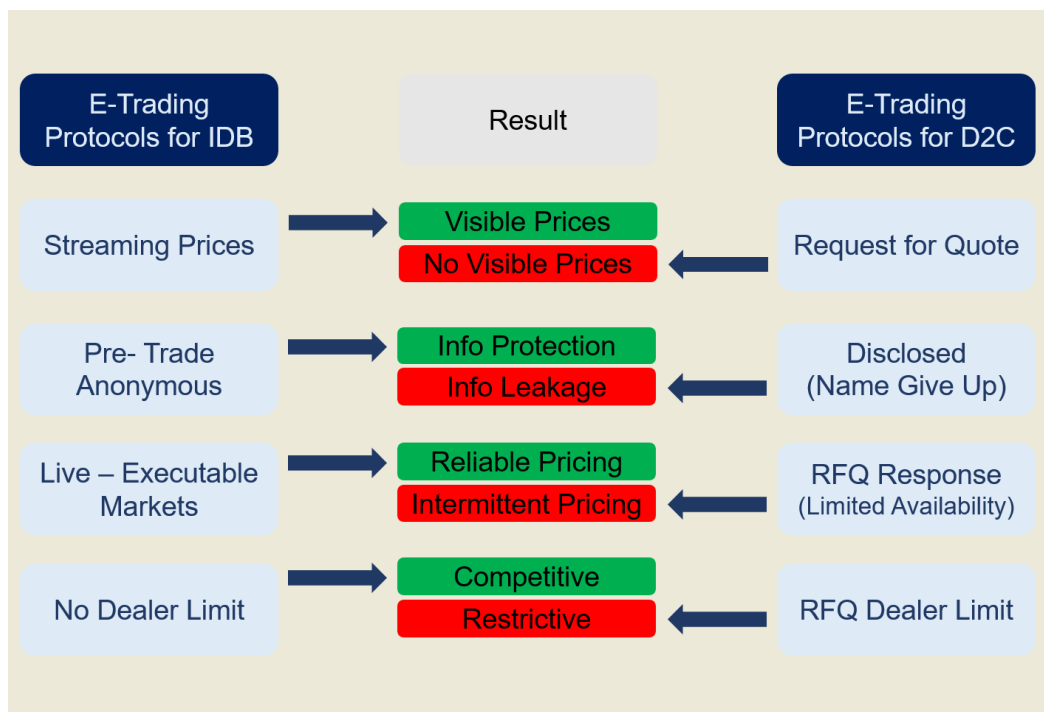 E-Trading
Protocols for IDB
Result
E-Trading
Protocols for D2C
Streaming Prices
Visible Prices
No Visible Prices
Request for Quote
Pre- Trade
Anonymous
Info Protection
Info Leakage
Disclosed
(Name Give Up)
Live – Executable
Markets
Reliable Pricing
Intermittent Pricing
RFQ Response
(Limited Availability)
No Dealer Limit
Competitive
Restrictive
RFQ Dealer Limit